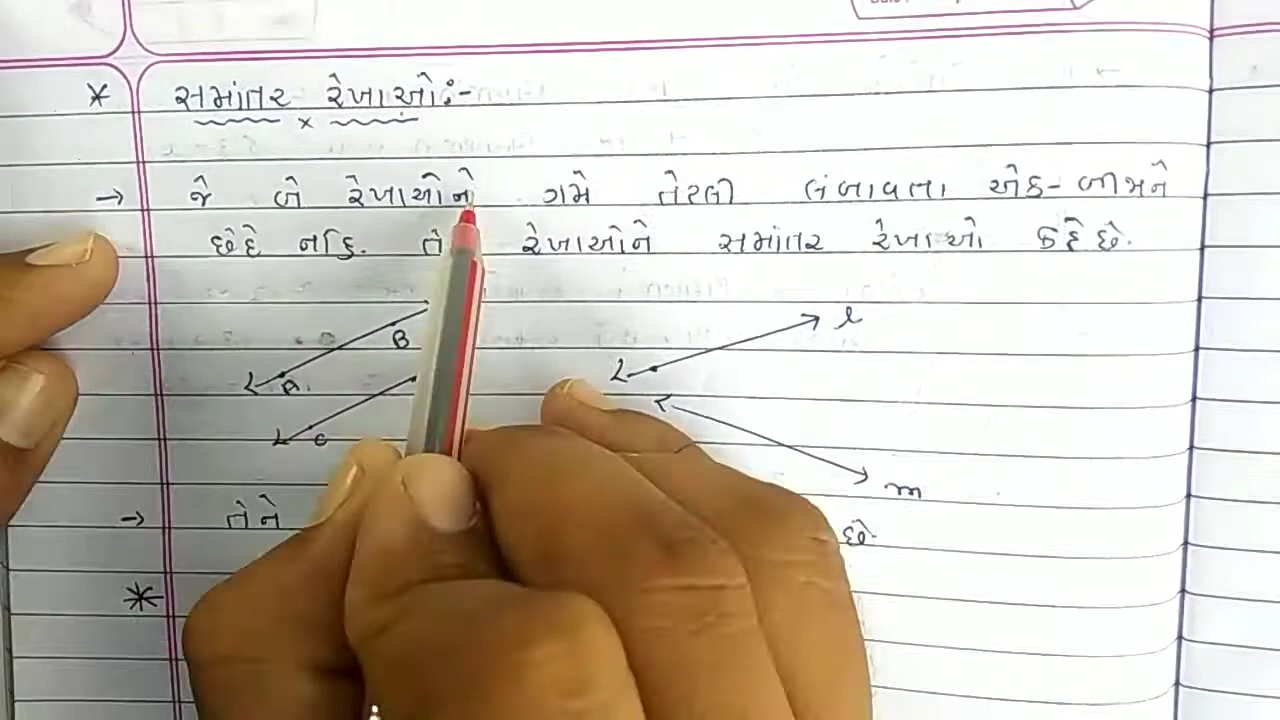 * સમાંતર રેખાઓ:-
→ જે બે રેખાઓને ગમે તેટલી લંબાવતા એક-બીજાને
છેદે નહિ. તે રેખાઓને સમાંતર રેખાઓ કહે છે.
l
B
A
C
m
→ તેને છે.
*